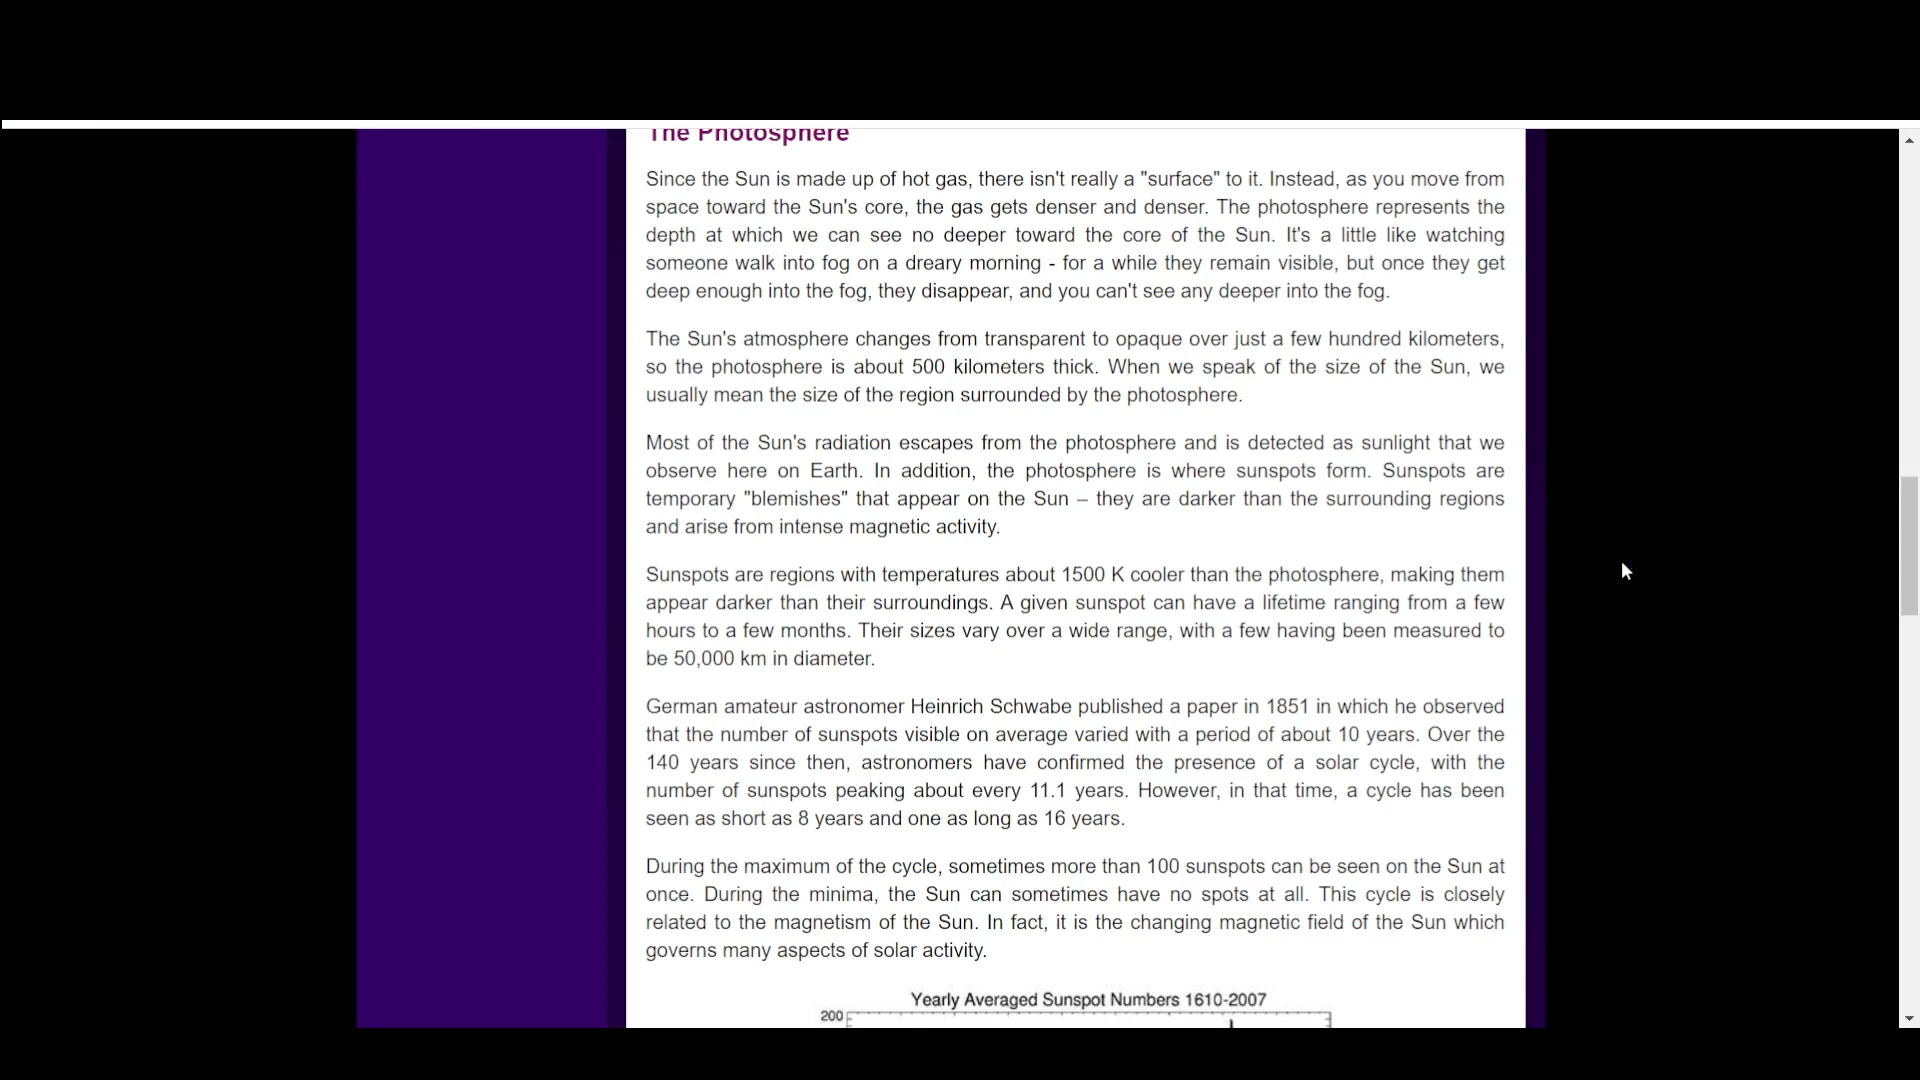 The Photosphere
Since the Sun is made up of hot gas, there isn't really a "surface" to it. Instead, as you move from
space toward the Sun's core, the gas gets denser and denser. The photosphere represents the
depth at which we can see no deeper toward the core of the Sun. It's a little like watching
someone walk into fog on a dreary morning - for a while they remain visible, but once they get
deep enough into the fog, they disappear, and you can't see any deeper into the fog.
The Sun's atmosphere changes from transparent to opaque over just a few hundred kilometers,
so the photosphere is about 500 kilometers thick. When we speak of the size of the Sun, we
usually mean the size of the region surrounded by the photosphere.
Most of the Sun's radiation escapes from the photosphere and is detected as sunlight that we
observe here on Earth. In addition, the photosphere is where sunspots form. Sunspots are
temporary "blemishes" that appear on the Sun – they are darker than the surrounding regions
and arise from intense magnetic activity.
Sunspots are regions with temperatures about 1500 K cooler than the photosphere, making them
appear darker than their surroundings. A given sunspot can have a lifetime ranging from a few
hours to a few months. Their sizes vary over a wide range, with a few having been measured to
be 50,000 km in diameter.
German amateur astronomer Heinrich Schwabe published a paper in 1851 in which he observed
that the number of sunspots visible on average varied with a period of about 10 years. Over the
140 years since then, astronomers have confirmed the presence of a solar cycle, with the
number of sunspots peaking about every 11.1 years. However, in that time, a cycle has been
seen as short as 8 years and one as long as 16 years.
During the maximum of the cycle, sometimes more than 100 sunspots can be seen on the Sun at
once. During the minima, the Sun can sometimes have no spots at all. This cycle is closely
related to the magnetism of the Sun. In fact, it is the changing magnetic field of the Sun which
governs many aspects of solar activity.
Yearly Averaged Sunspot Numbers 1610-2007
200